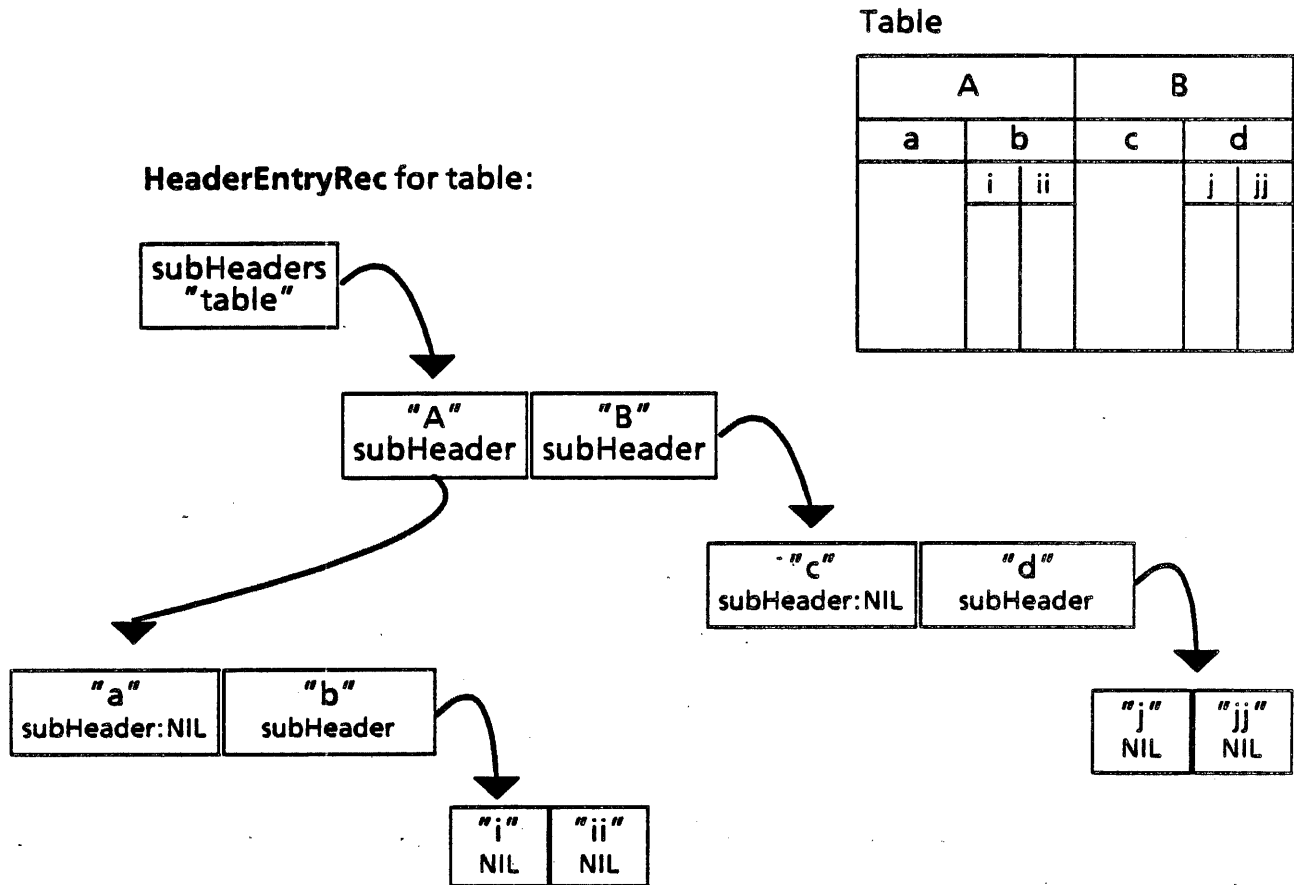 Table
A B
a b c d
i ii j jj
HeaderEntryRec for table:
subHeaders
"table"
"A" "B"
subHeader subHeader
"c" "d"
subHeader:NIL subHeader
"a" "b"
subHeader:NIL subHeader
"j" "jj"
NIL NIL
"i" "ii"
NIL NIL